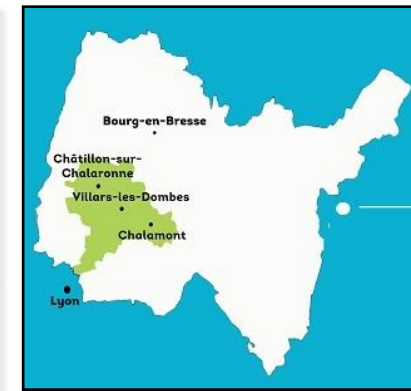 Bourg-en-Bresse
Châtillon-sur-
Chalaronne
Villars-les-Dombes
Chalamont
Lyon